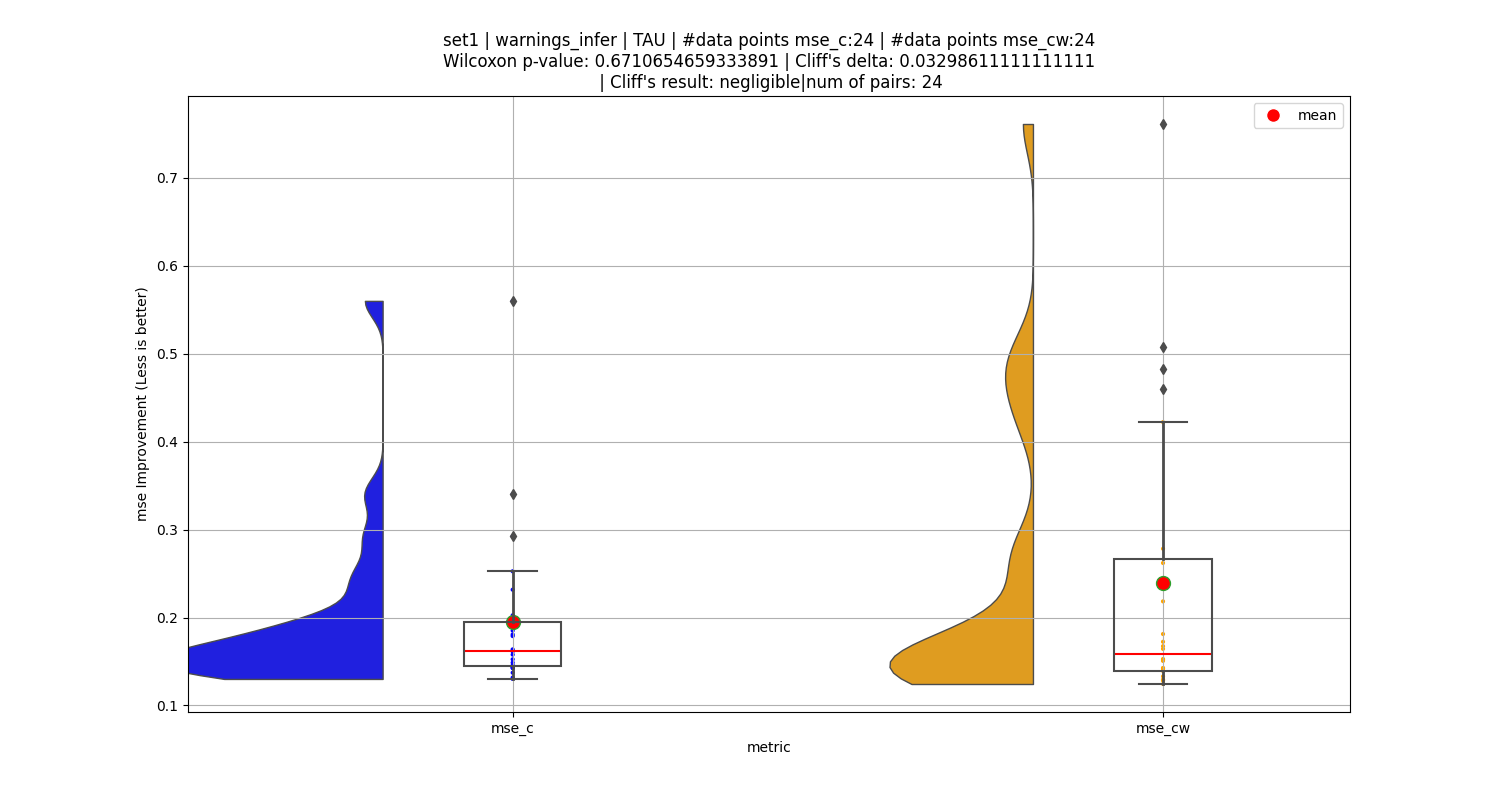 set1 | warnings_infer | TAU | #data points mse_c:24 | #data points mse_cw:24
Wilcoxon p-value: 0.6710654659333891 | Cliff's delta: 0.03298611111111111
| Cliff's result: negligible|num of pairs: 24
mean
0.7
0.6
0.5
0.4
0.3
0.2
0.1
mse Improvement (Less is better)
mse_c
mse_cw
metric